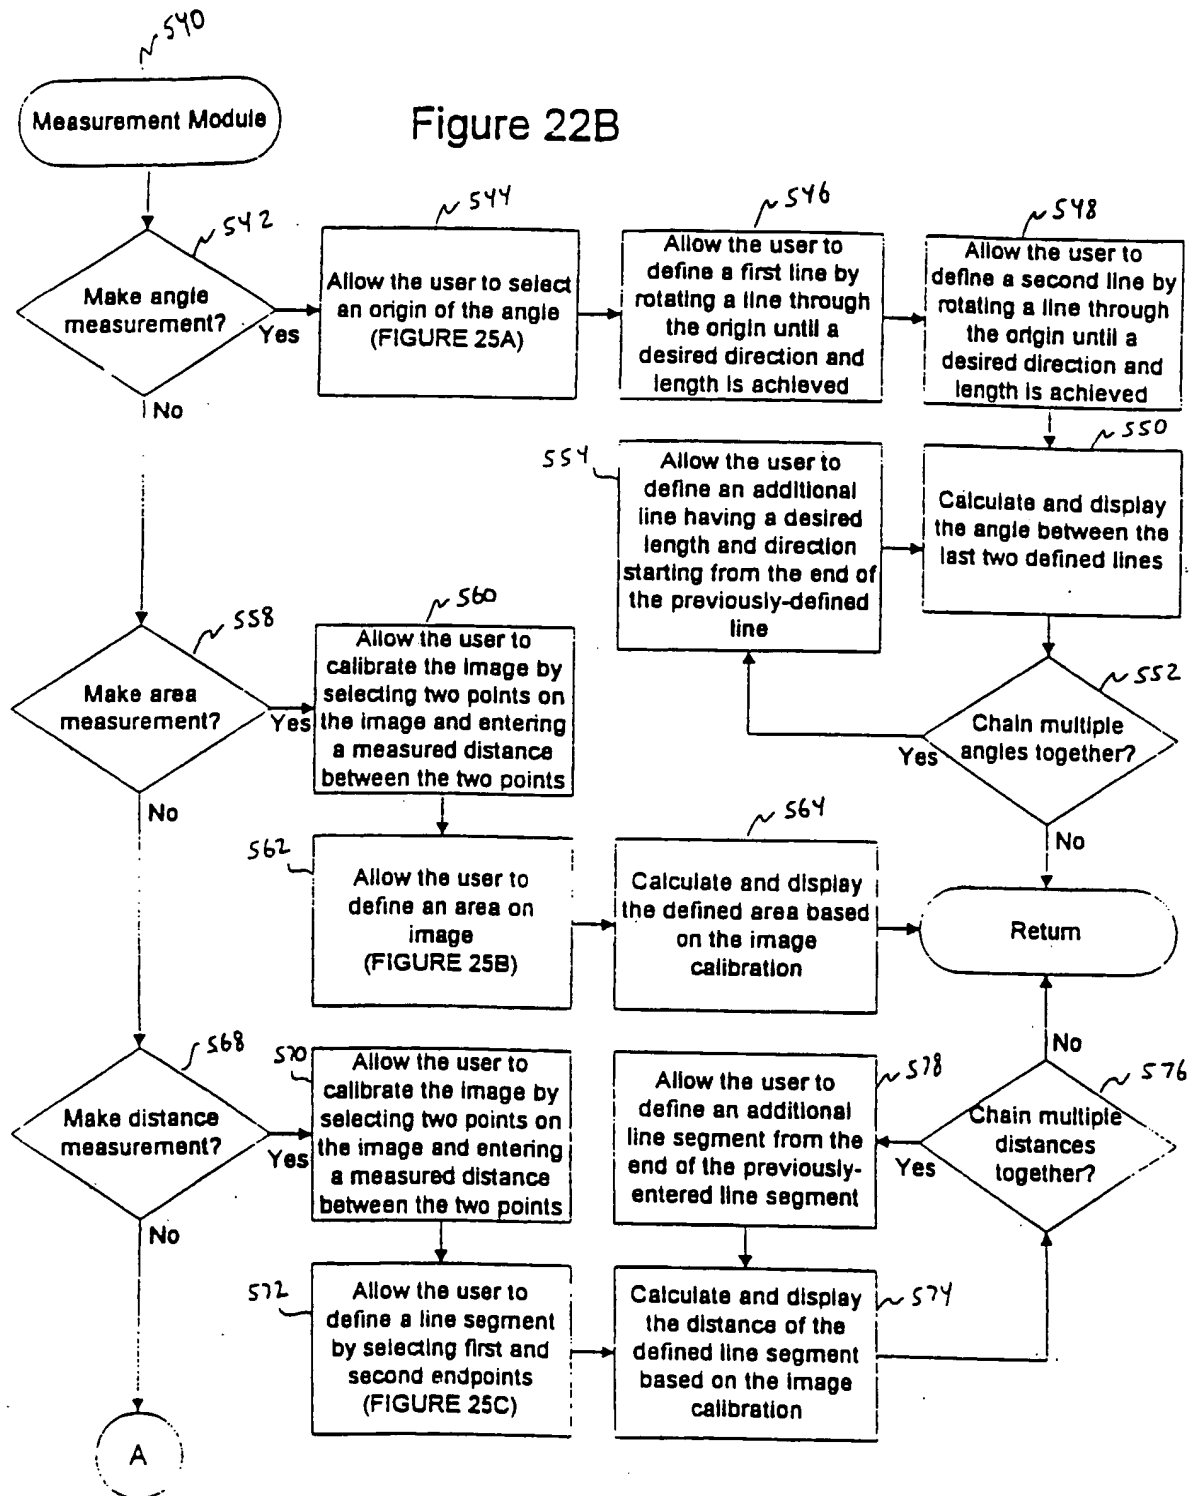 540
Measurement Module
Figure 22B
542
Make angle
measurement?
Yes
No
544
Allow the user to select
an origin of the angle
(FIGURE 25A)
546
Allow the user to
define a first line by
rotating a line through
the origin until a
desired direction and
length is achieved
548
Allow the user to
define a second line by
rotating a line through
the origin until a
desired direction and
length is achieved
550
Calculate and display
the angle between the
last two defined lines
554
Allow the user to
define an additional
line having a desired
length and direction
starting from the end of
the previously-defined
line
552
Chain multiple
angles together?
Yes
No
558
Make area
measurement?
Yes
No
560
Allow the user to
calibrate the image by
selecting two points on
the image and entering
a measured distance
between the two points
562
Allow the user to
define an area on
image
(FIGURE 25B)
564
Calculate and display
the defined area based
on the image
calibration
Return
568
Make distance
measurement?
Yes
No
570
Allow the user to
calibrate the image by
selecting two points on
the image and entering
a measured distance
between the two points
572
Allow the user to
define a line segment
by selecting first and
second endpoints
(FIGURE 25C)
578
Allow the user to
define an additional
line segment from the
end of the previously-
entered line segment
574
Calculate and display
the distance of the
defined line segment
based on the image
calibration
576
Chain multiple
distances
together?
Yes
No
A